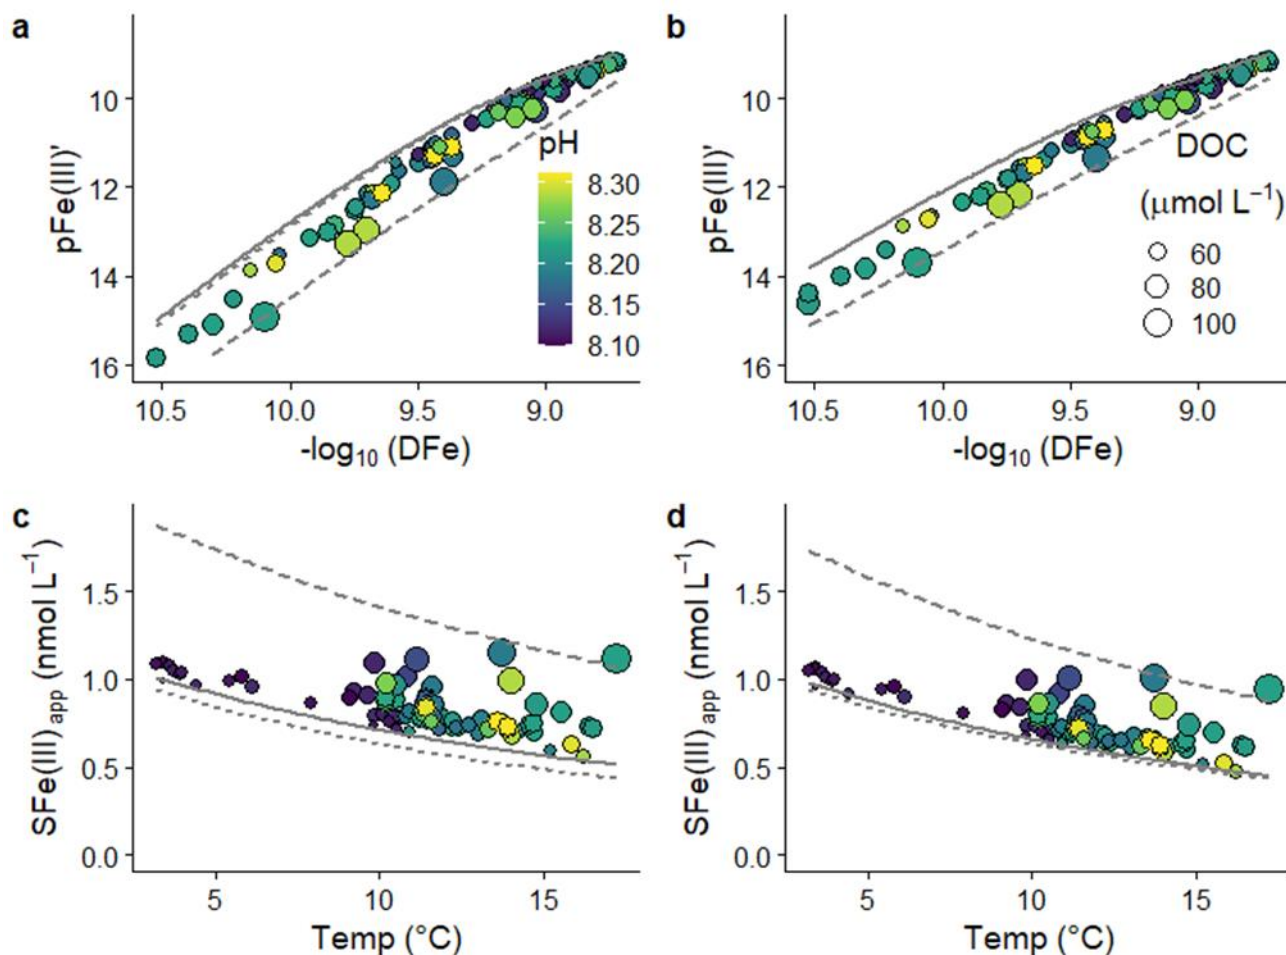 a
pFe(III)'
10
12
14
16
10.5 10.0 9.5 9.0
-log₁₀ (DFe)
pH
8.30
8.25
8.20
8.15
8.10
b
pFe(III)'
10
12
14
16
10.5 10.0 9.5 9.0
-log₁₀ (DFe)
DOC
(μmol L⁻¹)
60
80
100
c
SFe(III)app (nmol L⁻¹)
1.5
1.0
0.5
0.0
5 10 15
Temp (°C)
d
SFe(III)app (nmol L⁻¹)
1.5
1.0
0.5
0.0
5 10 15
Temp (°C)